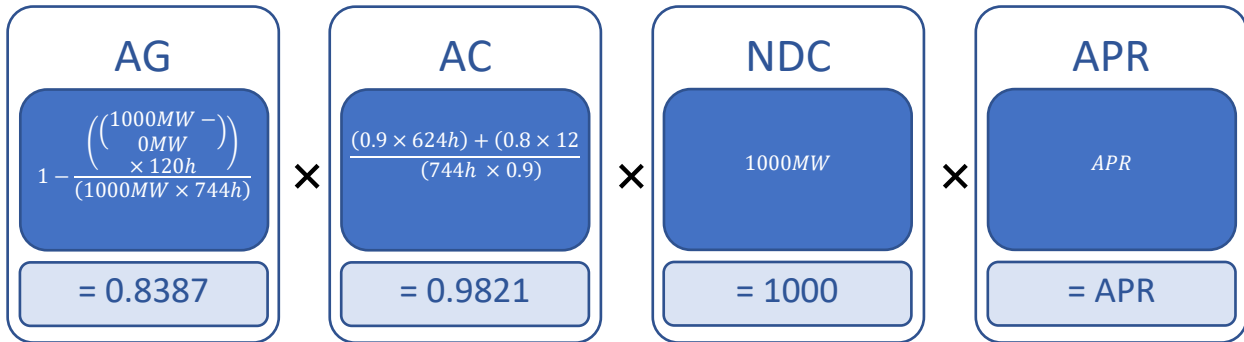 AG
1 − (((1000MW −
0MW)
× 120h))
(1000MW × 744h)
= 0.8387
×
AC
(0.9 × 624h) + (0.8 × 12
(744h × 0.9)
= 0.9821
×
NDC
1000MW
= 1000
×
APR
APR
= APR